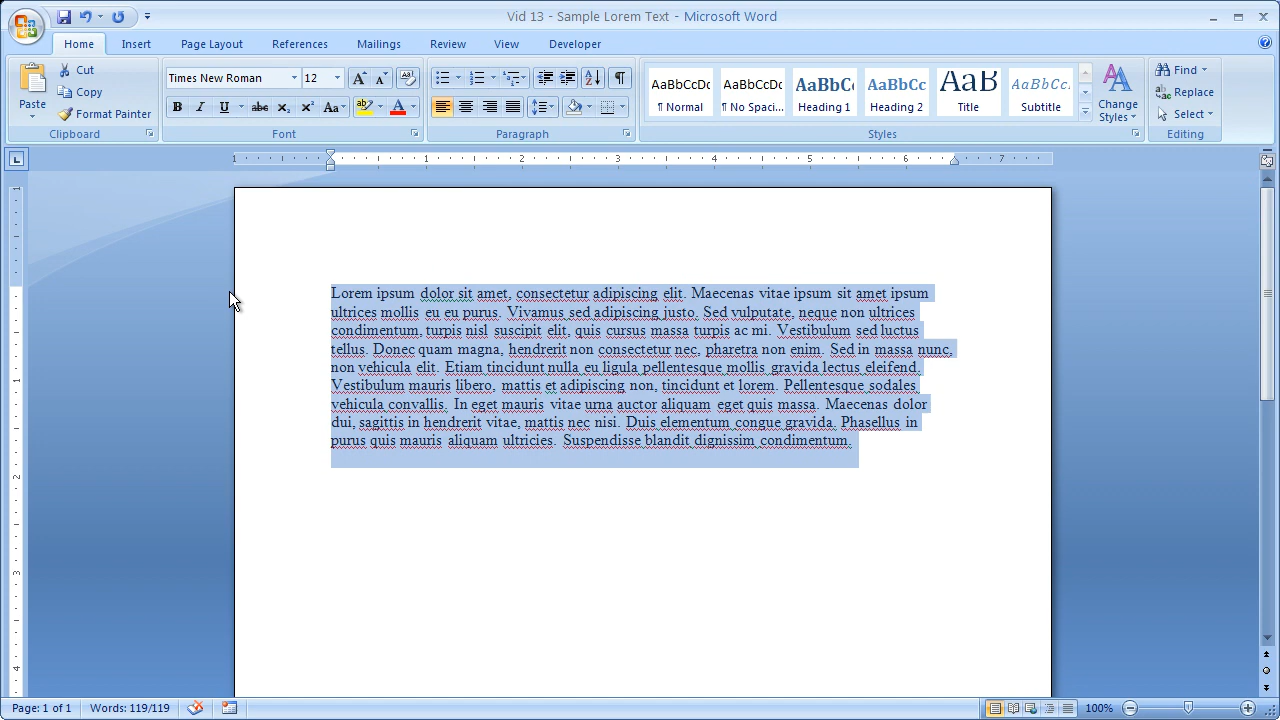 Vid 13 - Sample Lorem Text - Microsoft Word
Home Insert Page Layout References Mailings Review View Developer
Paste
Cut
Copy
Format Painter
Clipboard
Times New Roman 12
Font
Paragraph
AaBbCcDc AaBbCcDc AaBbCc AaBbCc AaB AaBbCc
¶ Normal ¶ No Spaci... Heading 1 Heading 2 Title Subtitle
Styles
Change Styles
Find
Replace
Select
Editing
1 1 2 3 4 5 6 7
Lorem ipsum dolor sit amet, consectetur adipiscing elit. Maecenas vitae ipsum sit amet ipsum
ultrices mollis eu eu purus. Vivamus sed adipiscing justo. Sed vulputate, neque non ultrices
condimentum, turpis nisl suscipit elit, quis cursus massa turpis ac mi. Vestibulum sed luctus
tellus. Donec quam magna, hendrerit non consectetur nec, pharetra non enim. Sed in massa nunc,
non vehicula elit. Etiam tincidunt nulla eu ligula pellentesque mollis gravida lectus eleifend.
Vestibulum mauris libero, mattis et adipiscing non, tincidunt et lorem. Pellentesque sodales
vehicula convallis. In eget mauris vitae urna auctor aliquam eget quis massa. Maecenas dolor
dui, sagittis in hendrerit vitae, mattis nec nisi. Duis elementum congue gravida. Phasellus in
purus quis mauris aliquam ultricies. Suspendisse blandit dignissim condimentum.
Page: 1 of 1 Words: 119/119 100%